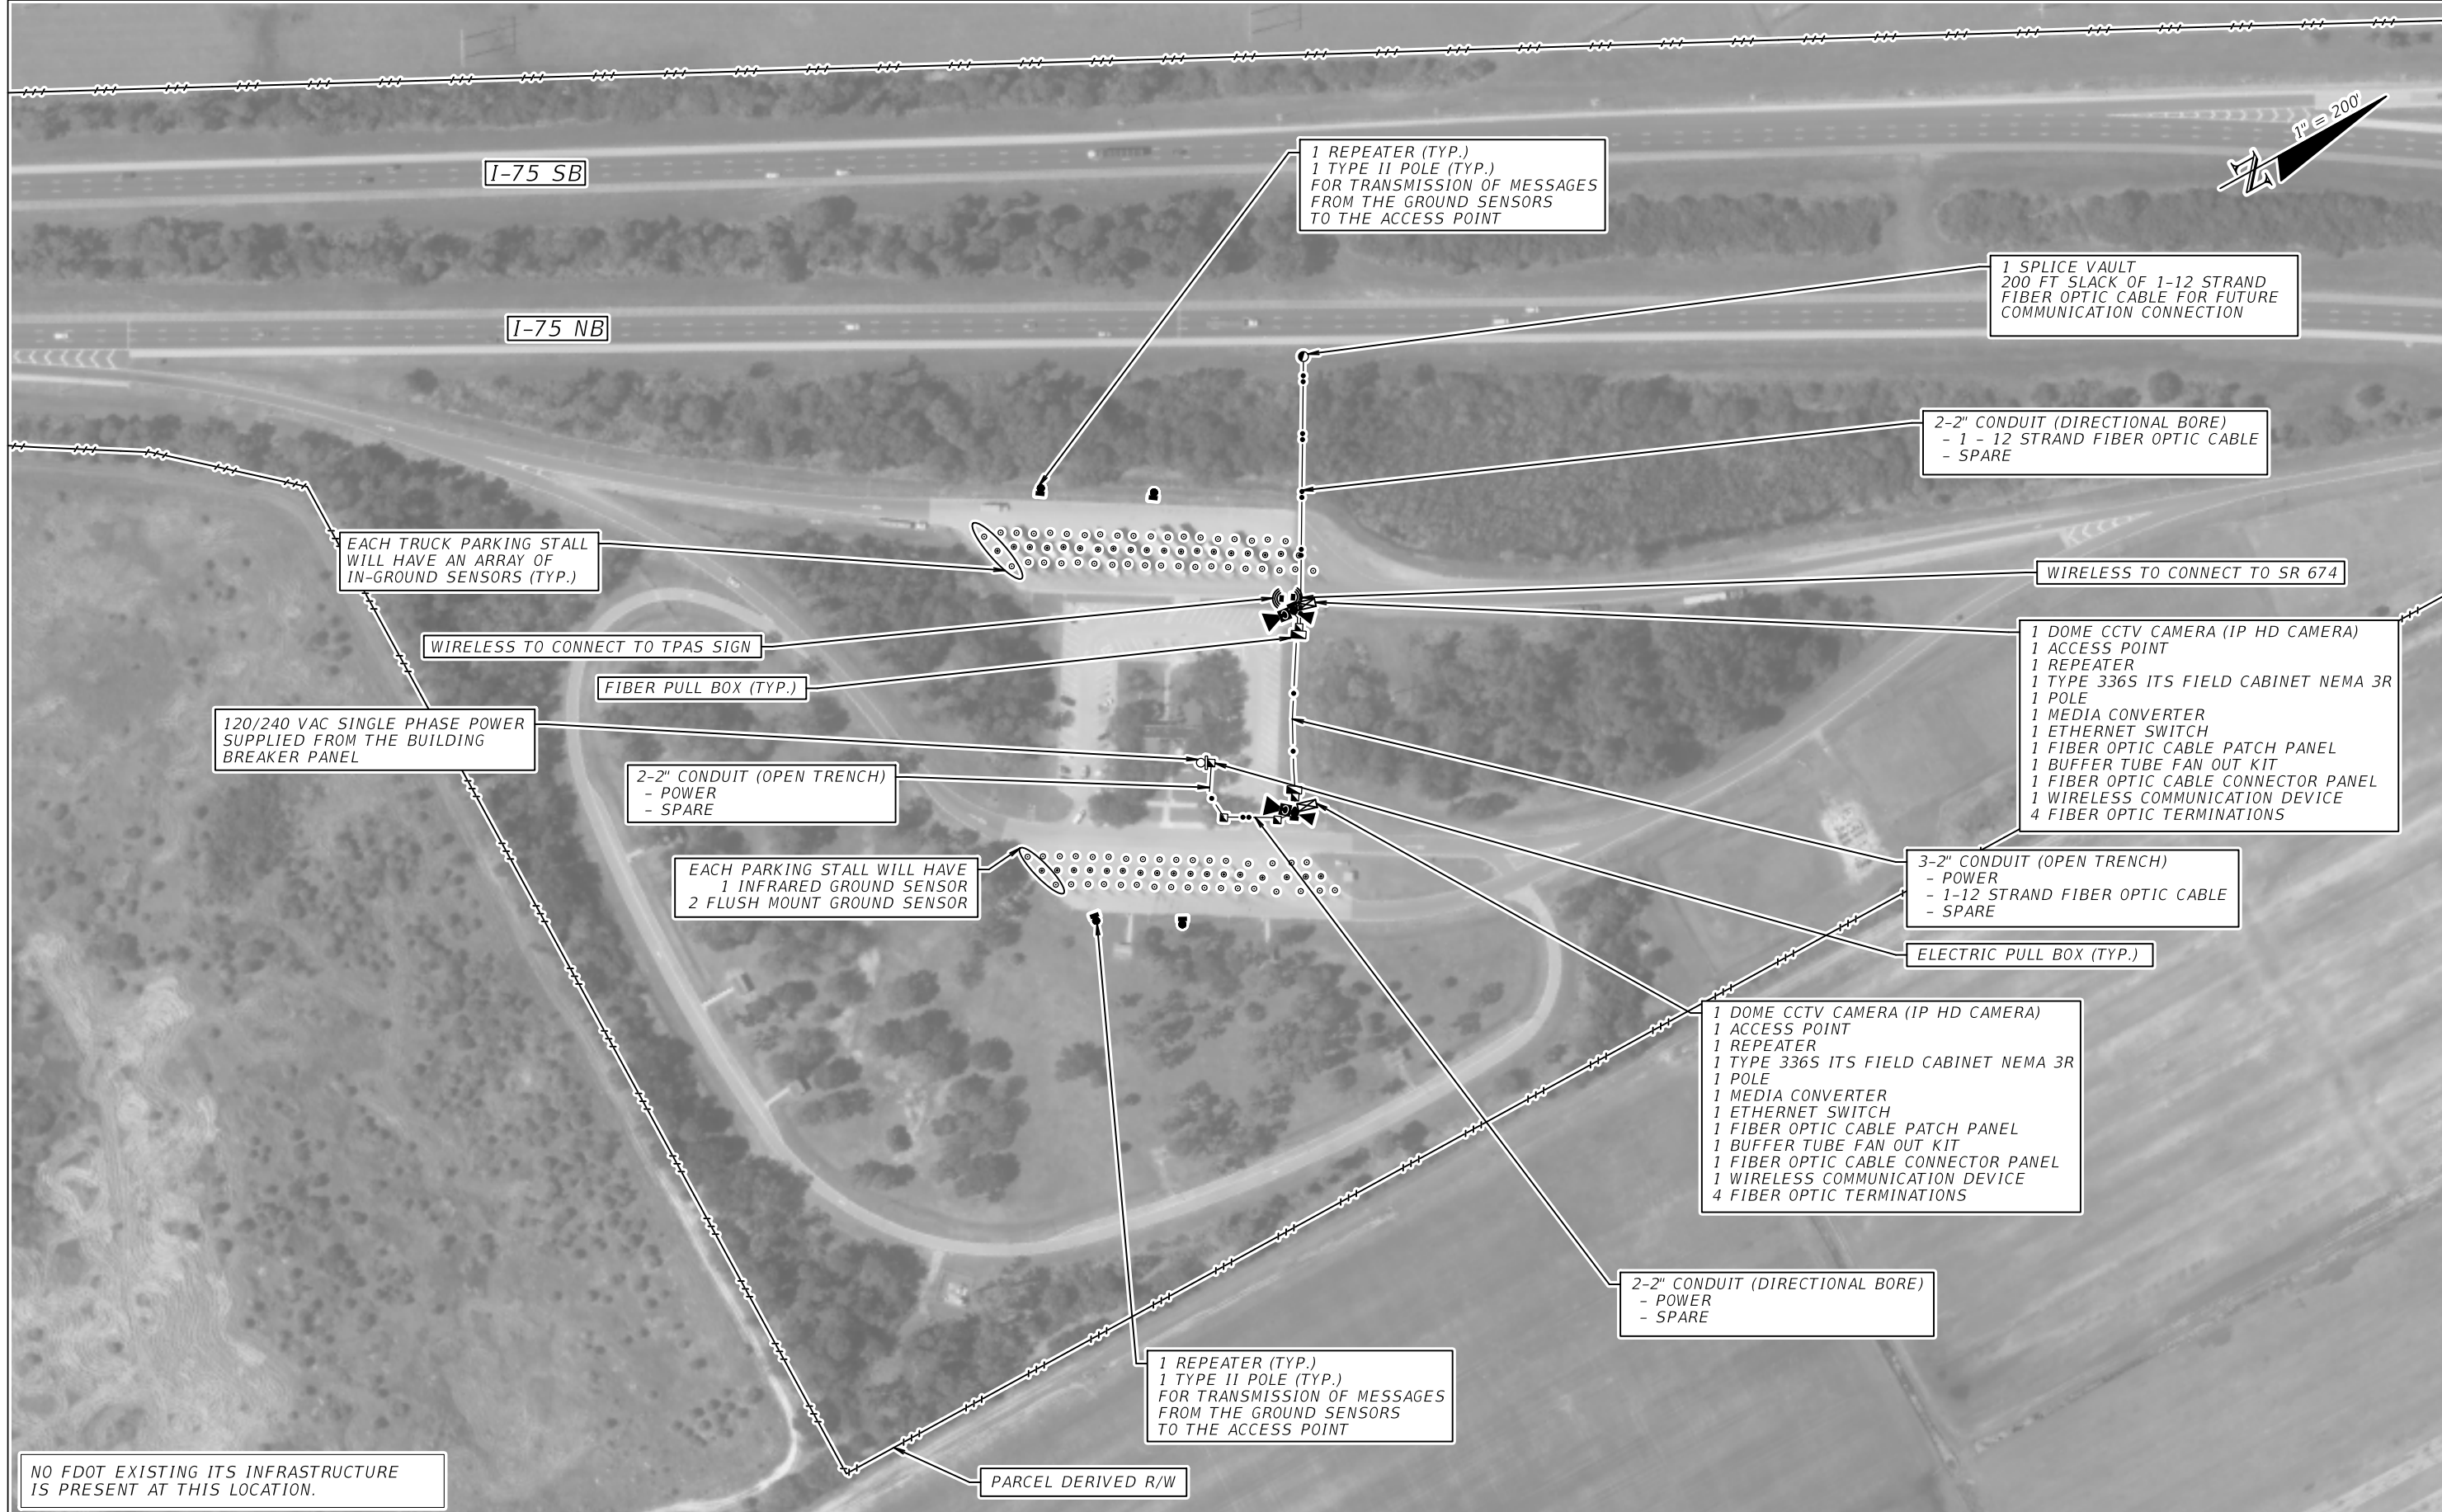 1" = 200'
N
I-75 SB
1 REPEATER (TYP.)
1 TYPE II POLE (TYP.)
FOR TRANSMISSION OF MESSAGES
FROM THE GROUND SENSORS
TO THE ACCESS POINT
1 SPLICE VAULT
200 FT SLACK OF 1-12 STRAND
FIBER OPTIC CABLE FOR FUTURE
COMMUNICATION CONNECTION
I-75 NB
2-2" CONDUIT (DIRECTIONAL BORE)
- 1 - 12 STRAND FIBER OPTIC CABLE
- SPARE
EACH TRUCK PARKING STALL
WILL HAVE AN ARRAY OF
IN-GROUND SENSORS (TYP.)
WIRELESS TO CONNECT TO SR 674
WIRELESS TO CONNECT TO TPAS SIGN
1 DOME CCTV CAMERA (IP HD CAMERA)
1 ACCESS POINT
1 REPEATER
1 TYPE 336S ITS FIELD CABINET NEMA 3R
1 POLE
1 MEDIA CONVERTER
1 ETHERNET SWITCH
1 FIBER OPTIC CABLE PATCH PANEL
1 BUFFER TUBE FAN OUT KIT
1 FIBER OPTIC CABLE CONNECTOR PANEL
1 WIRELESS COMMUNICATION DEVICE
4 FIBER OPTIC TERMINATIONS
FIBER PULL BOX (TYP.)
120/240 VAC SINGLE PHASE POWER
SUPPLIED FROM THE BUILDING
BREAKER PANEL
2-2" CONDUIT (OPEN TRENCH)
- POWER
- SPARE
EACH PARKING STALL WILL HAVE
1 INFRARED GROUND SENSOR
2 FLUSH MOUNT GROUND SENSOR
3-2" CONDUIT (OPEN TRENCH)
- POWER
- 1-12 STRAND FIBER OPTIC CABLE
- SPARE
ELECTRIC PULL BOX (TYP.)
1 DOME CCTV CAMERA (IP HD CAMERA)
1 ACCESS POINT
1 REPEATER
1 TYPE 336S ITS FIELD CABINET NEMA 3R
1 POLE
1 MEDIA CONVERTER
1 ETHERNET SWITCH
1 FIBER OPTIC CABLE PATCH PANEL
1 BUFFER TUBE FAN OUT KIT
1 FIBER OPTIC CABLE CONNECTOR PANEL
1 WIRELESS COMMUNICATION DEVICE
4 FIBER OPTIC TERMINATIONS
2-2" CONDUIT (DIRECTIONAL BORE)
- POWER
- SPARE
1 REPEATER (TYP.)
1 TYPE II POLE (TYP.)
FOR TRANSMISSION OF MESSAGES
FROM THE GROUND SENSORS
TO THE ACCESS POINT
PARCEL DERIVED R/W
NO FDOT EXISTING ITS INFRASTRUCTURE
IS PRESENT AT THIS LOCATION.